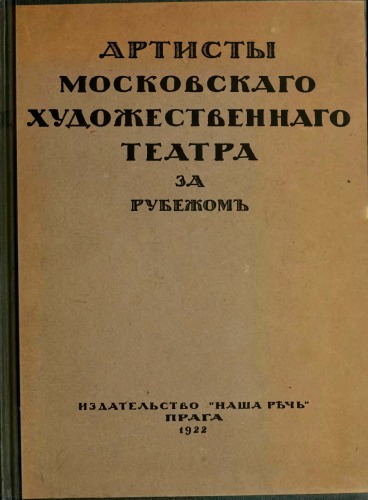 АРТИСТЫ
МОСКОВСКАГО
ХУДОЖЕСТВЕННАГО
ТЕАТРА
ЗА
РУБЕЖОМЪ
ИЗДАТЕЛЬСТВО "НАША РѢЧЬ"
ПРАГА
1922